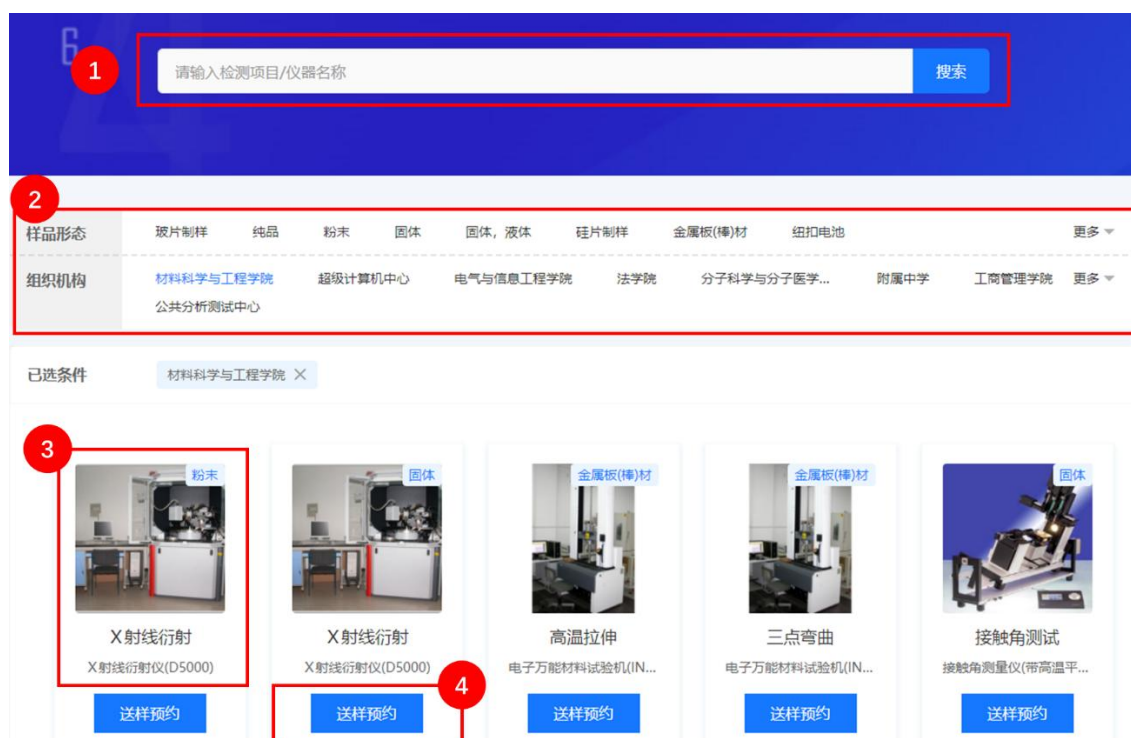 6
4
1
请输入检测项目/仪器名称 搜索
2
样品形态 玻片制样 纯品 粉末 固体 固体，液体 硅片制样 金属板(棒)材 纽扣电池 更多
组织机构 材料科学与工程学院 超级计算机中心 电气与信息工程学院 法学院 分子科学与分子医学... 附属中学 工商管理学院 更多
公共分析测试中心
已选条件 材料科学与工程学院 ×
3
粉末 固体 金属板(棒)材 金属板(棒)材 固体
X射线衍射 X射线衍射 高温拉伸 三点弯曲 接触角测试
X射线衍射仪(D5000) X射线衍射仪(D5000) 电子万能材料试验机(IN... 电子万能材料试验机(IN... 接触角测量仪(带高温平...
4
送样预约 送样预约 送样预约 送样预约 送样预约